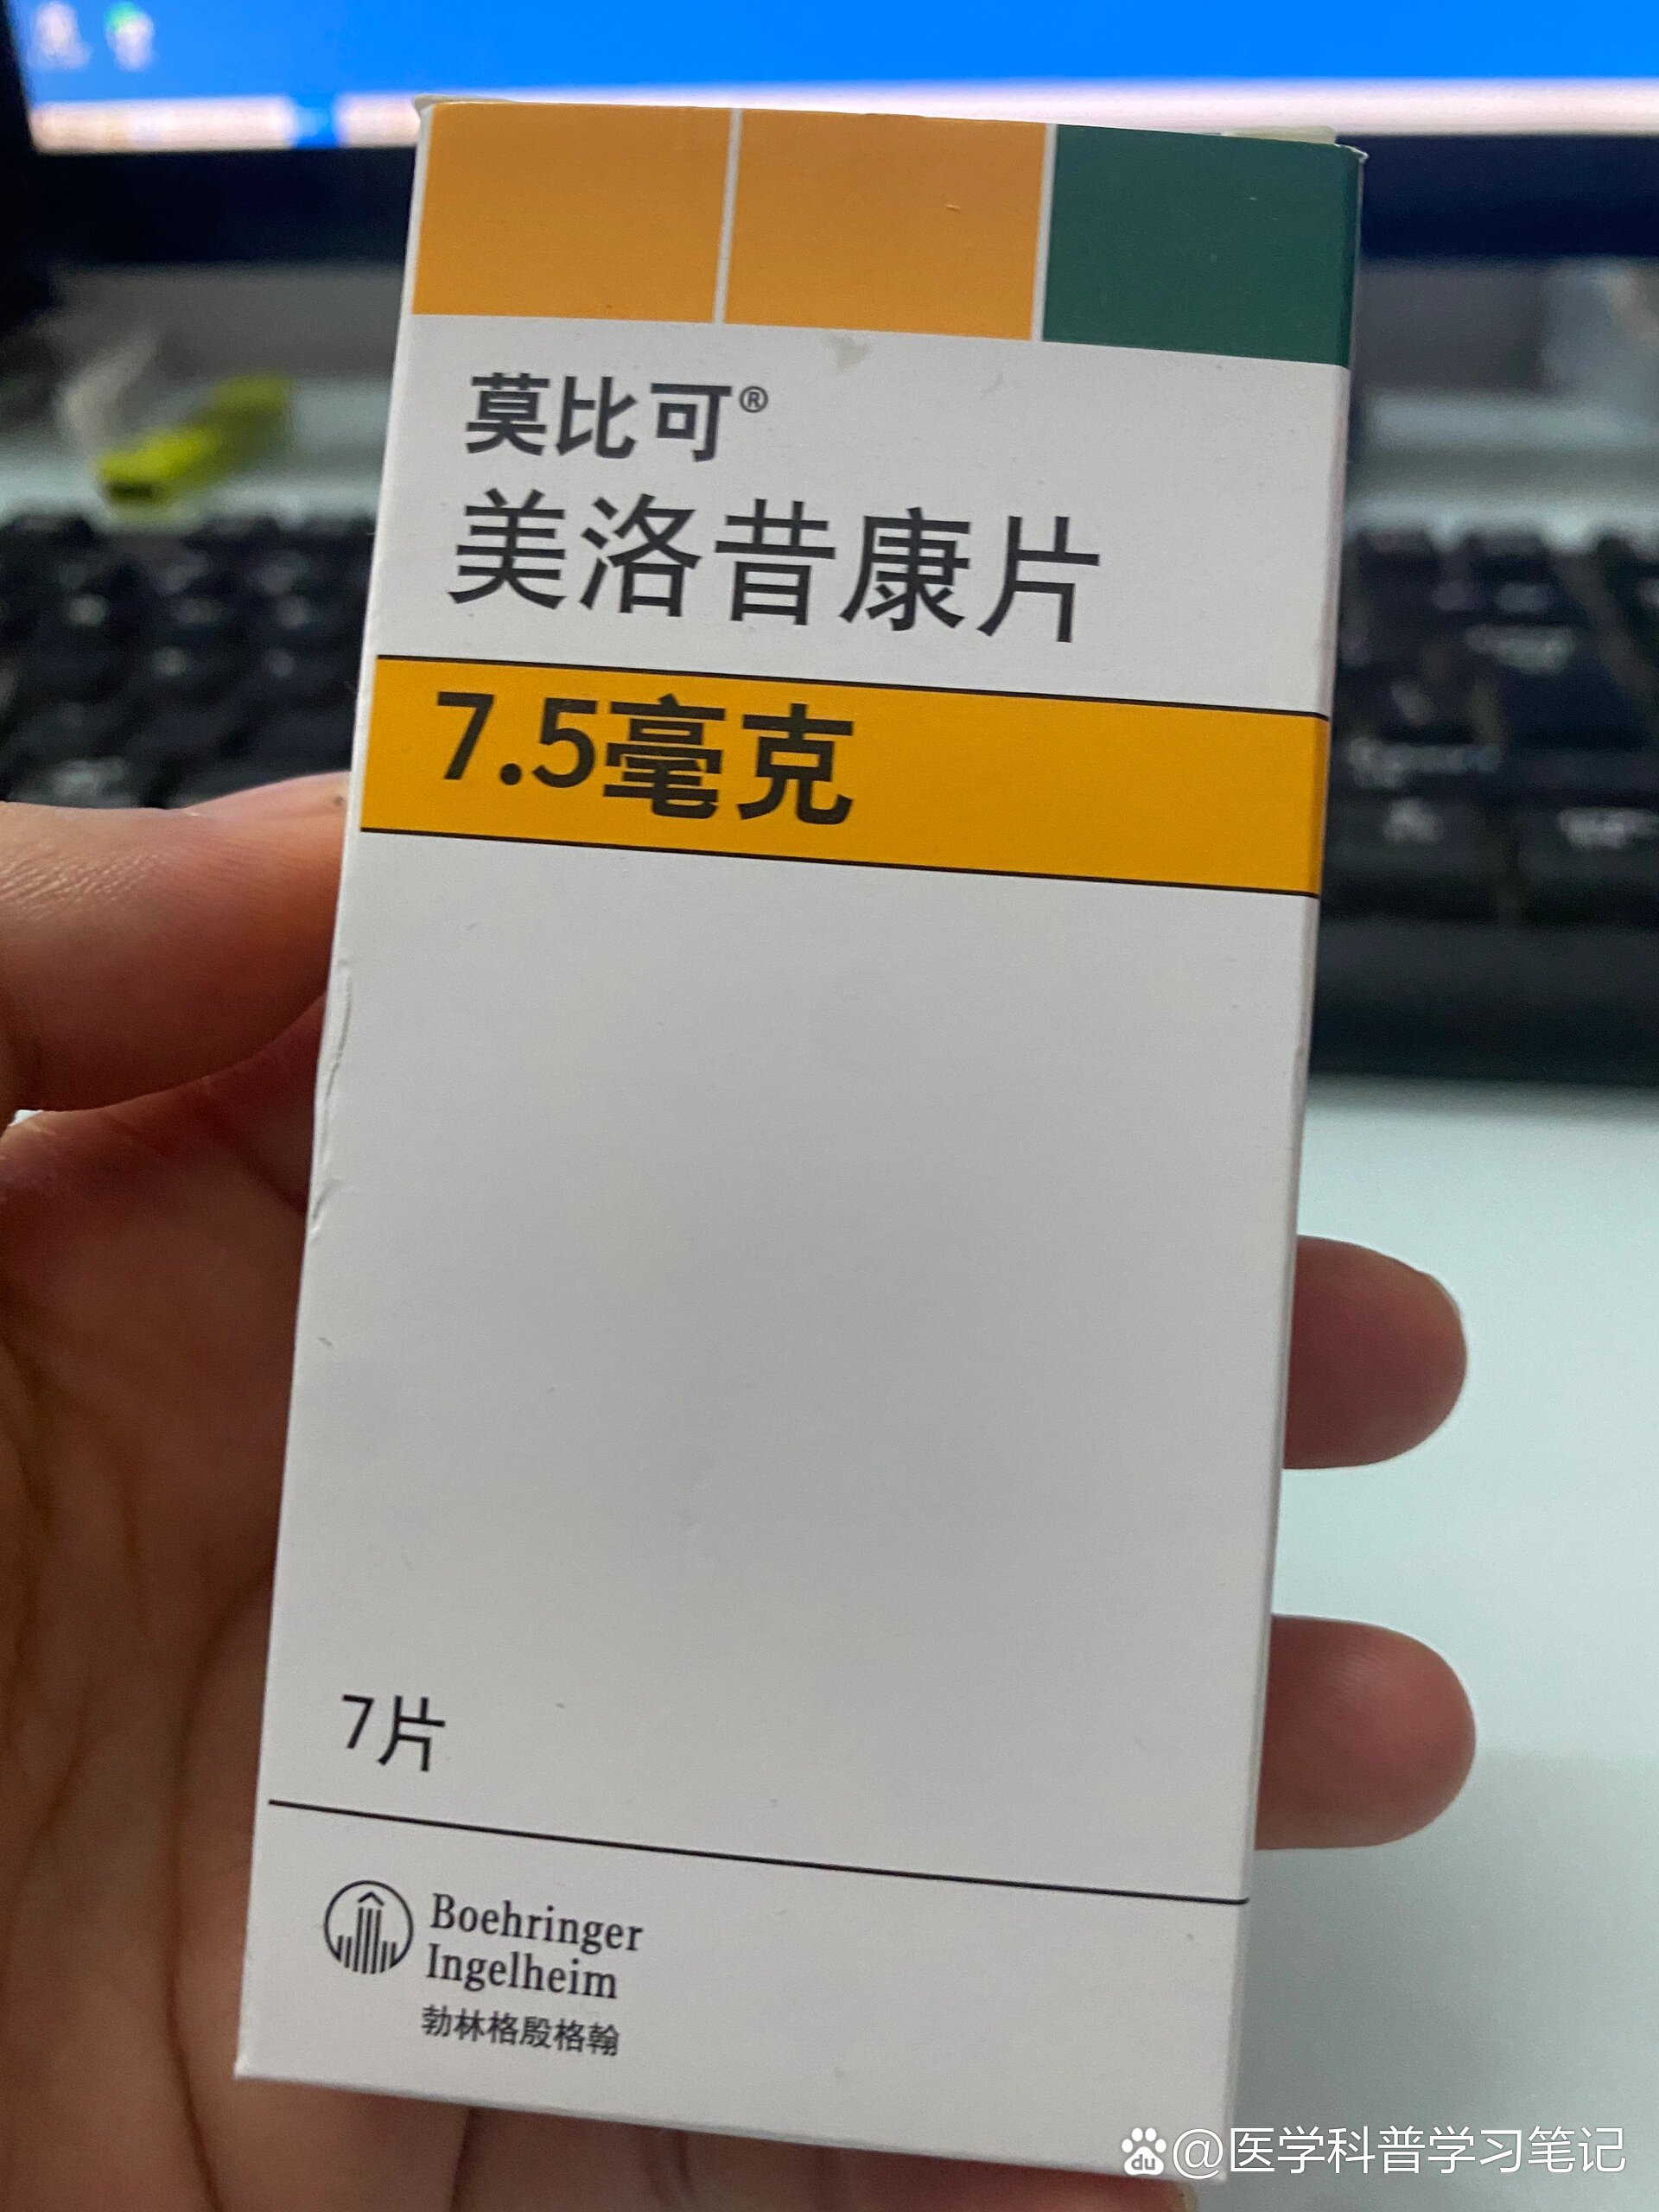 莫比可®
美洛昔康片
7.5毫克
7片
Boehringer
Ingelheim
勃林格殷格翰
du @医学科普学习笔记